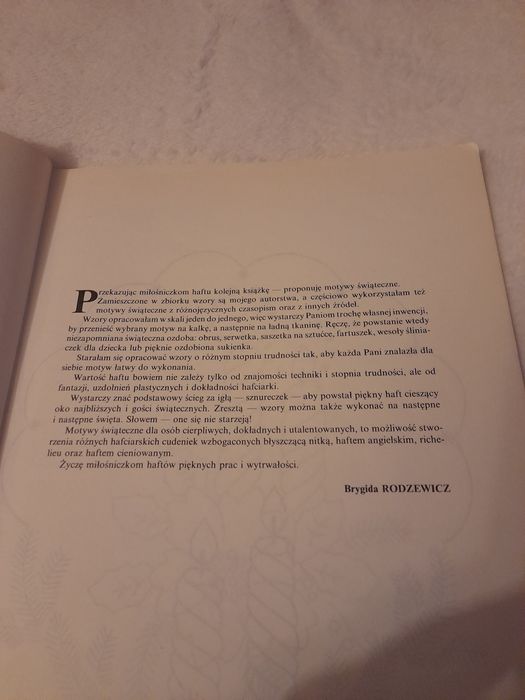 Przekazując miłośniczkom haftu kolejną książkę — proponuję motywy świąteczne.
Zamieszczone w zbiorku wzory są mojego autorstwa, a częściowo wykorzystałam też
motywy świąteczne z różnojęzycznych czasopism oraz z innych źródeł.
Wzory opracowałam w skali jeden do jednego, więc wystarczy Paniom trochę własnej inwencji,
by przenieść wybrany motyw na kalkę, a następnie na ładną tkaninę. Ręczę, że powstanie wtedy
niezapomniana świąteczna ozdoba: obrus, serwetka, saszetka na sztućce, fartuszek, wesoły ślinia-
czek dla dziecka lub pięknie ozdobiona sukienka.
Starałam się opracować wzory o różnym stopniu trudności tak, aby każda Pani znalazła dla
siebie motyw łatwy do wykonania.
Wartość haftu bowiem nie zależy tylko od znajomości techniki i stopnia trudności, ale od
fantazji, uzdolnień plastycznych i dokładności hafciarki.
Wystarczy znać podstawowy ścieg za igłą — sznureczek — aby powstał piękny haft cieszący
oko najbliższych i gości świątecznych. Zresztą — wzory można także wykonać na następne
i następne święta. Słowem — one się nie starzeją!
Motywy świąteczne dla osób cierpliwych, dokładnych i utalentowanych, to możliwość stwo-
rzenia różnych hafciarskich cudeniek wzbogaconych błyszczącą nitką, haftem angielskim, riche-
lieu oraz haftem cieniowanym.
Życzę miłośniczkom haftów pięknych prac i wytrwałości.
Brygida RODZEWICZ